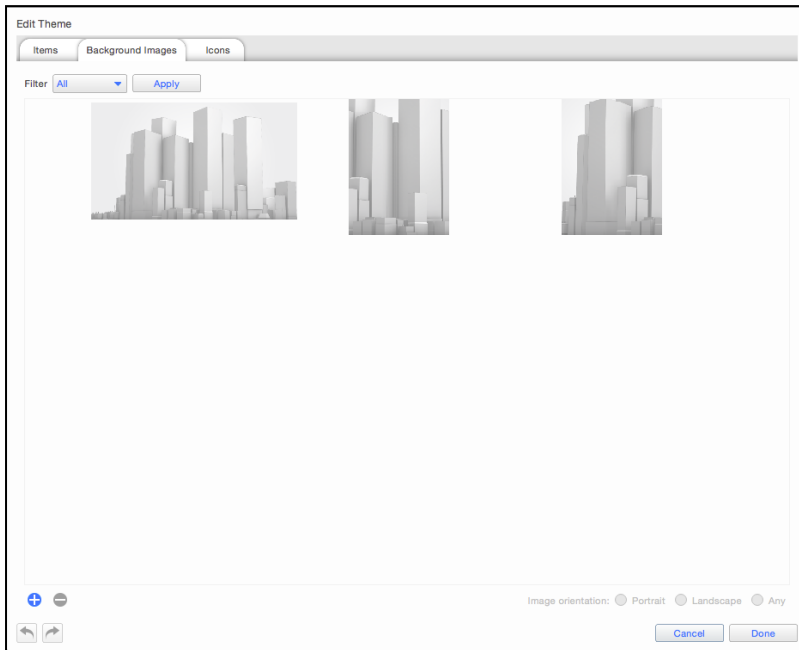 Edit Theme
Items Background Images Icons
Filter All Apply
Image orientation: Portrait Landscape Any
Cancel Done